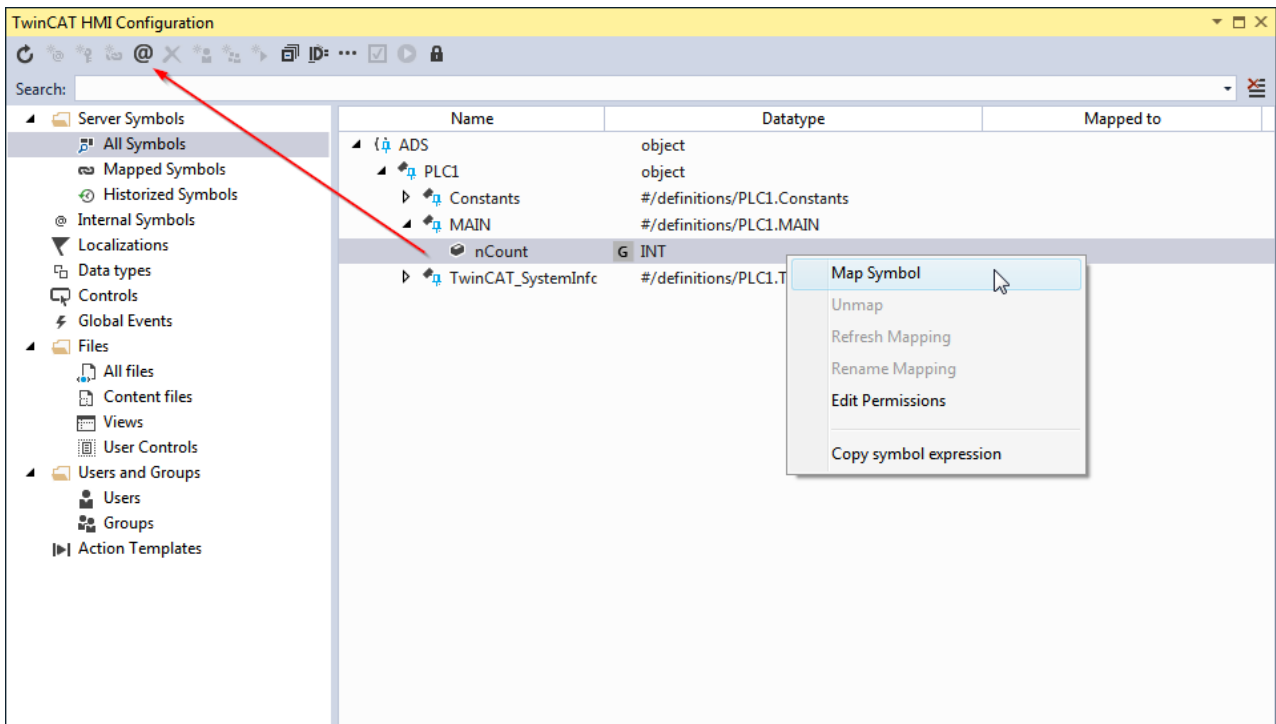 TwinCAT HMI Configuration
@ ID: ...
Search:
Server Symbols
All Symbols
Mapped Symbols
Historized Symbols
@ Internal Symbols
Localizations
Data types
Controls
Global Events
Files
All files
Content files
Views
User Controls
Users and Groups
Users
Groups
Action Templates
Name Datatype Mapped to
ADS object
PLC1 object
Constants #/definitions/PLC1.Constants
MAIN #/definitions/PLC1.MAIN
nCount G INT
TwinCAT_SystemInfc #/definitions/PLC1.T
Map Symbol
Unmap
Refresh Mapping
Rename Mapping
Edit Permissions
Copy symbol expression